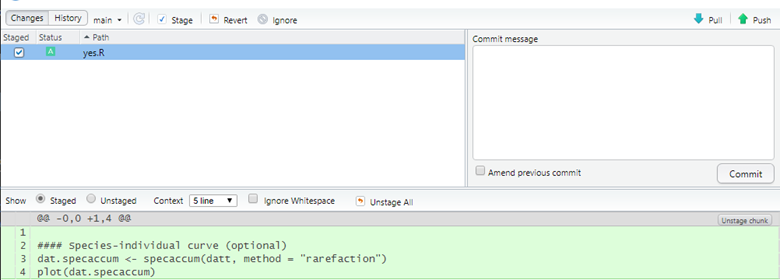 Changes History main Stage Revert Ignore Pull Push
Staged Status Path
A yes.R
Commit message
Amend previous commit Commit
Show Staged Unstaged Context 5 line Ignore Whitespace Unstage All
@@ -0,0 +1,4 @@ Unstage chunk
1
2 #### Species-individual curve (optional)
3 dat.specaccum <- specaccum(datt, method = "rarefaction")
4 plot(dat.specaccum)